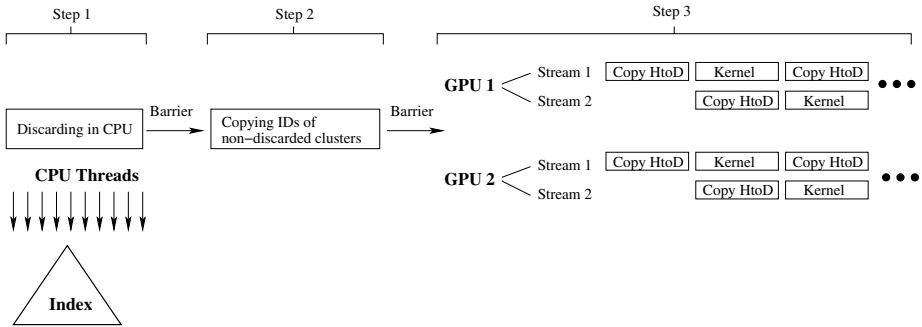 Step 1
Step 2
Step 3
Discarding in CPU
Barrier
Copying IDs of
non−discarded clusters
Barrier
GPU 1
Stream 1
Copy HtoD
Kernel
Copy HtoD
Stream 2
Copy HtoD
Kernel
GPU 2
Stream 1
Copy HtoD
Kernel
Copy HtoD
Stream 2
Copy HtoD
Kernel
CPU Threads
Index